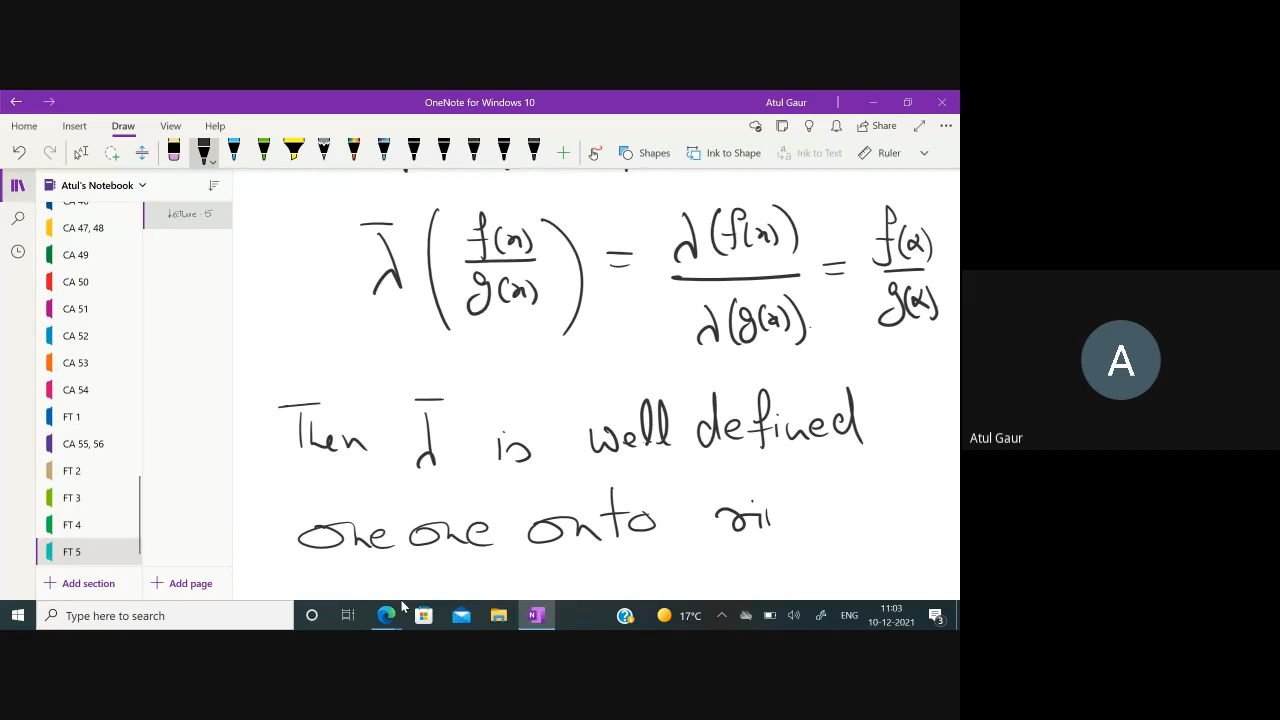 OneNote for Windows 10
Atul Gaur
Home Insert Draw View Help
Share
Shapes Ink to Shape Ink to Text Ruler
Atul's Notebook
Lecture - 5
CA 47, 48
CA 49
CA 50
CA 51
CA 52
CA 53
CA 54
FT 1
CA 55, 56
FT 2
FT 3
FT 4
FT 5
Add section
Add page
λ̅ ( f(x) / g(x) ) = λ(f(x)) / λ(g(x)). = f(α) / g(α)
Then λ̅ is well defined
one one onto
Type here to search
17°C
ENG
11:03
10-12-2021
3
A
Atul Gaur